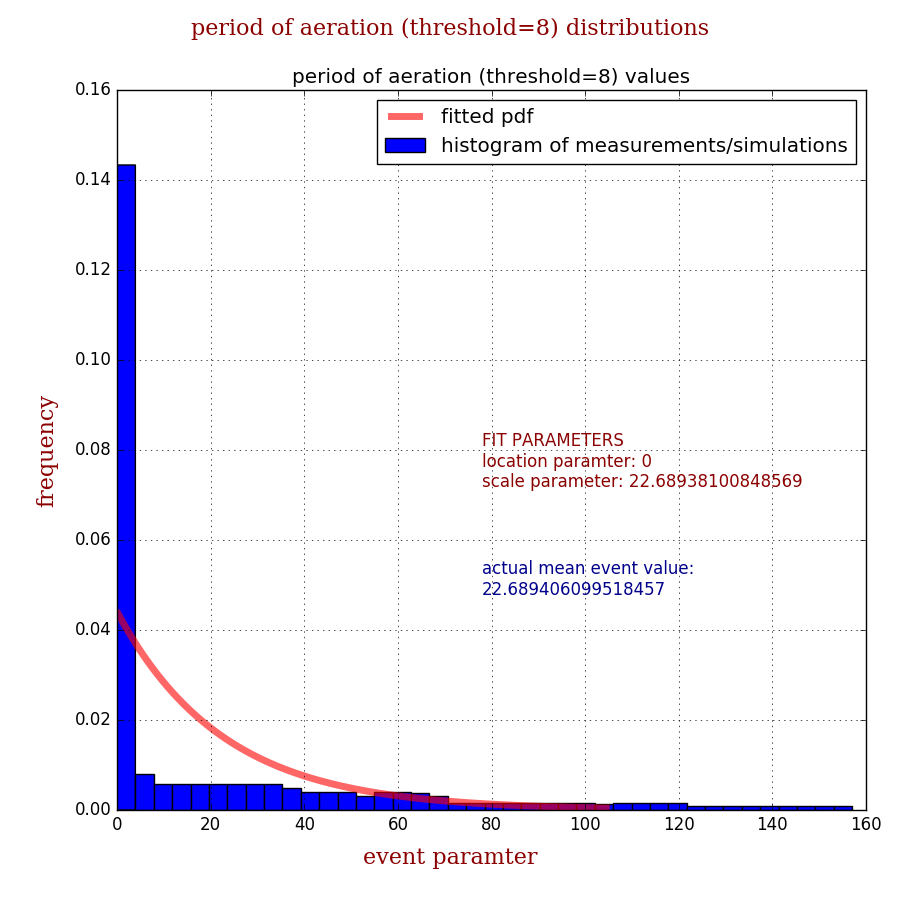 period of aeration (threshold=8) distributions
period of aeration (threshold=8) values
0.16
0.14
0.12
0.10
0.08
0.06
0.04
0.02
0.00
frequency
fitted pdf
histogram of measurements/simulations
FIT PARAMETERS
location paramter: 0
scale parameter: 22.68938100848569
actual mean event value:
22.689406099518457
0 20 40 60 80 100 120 140 160
event paramter